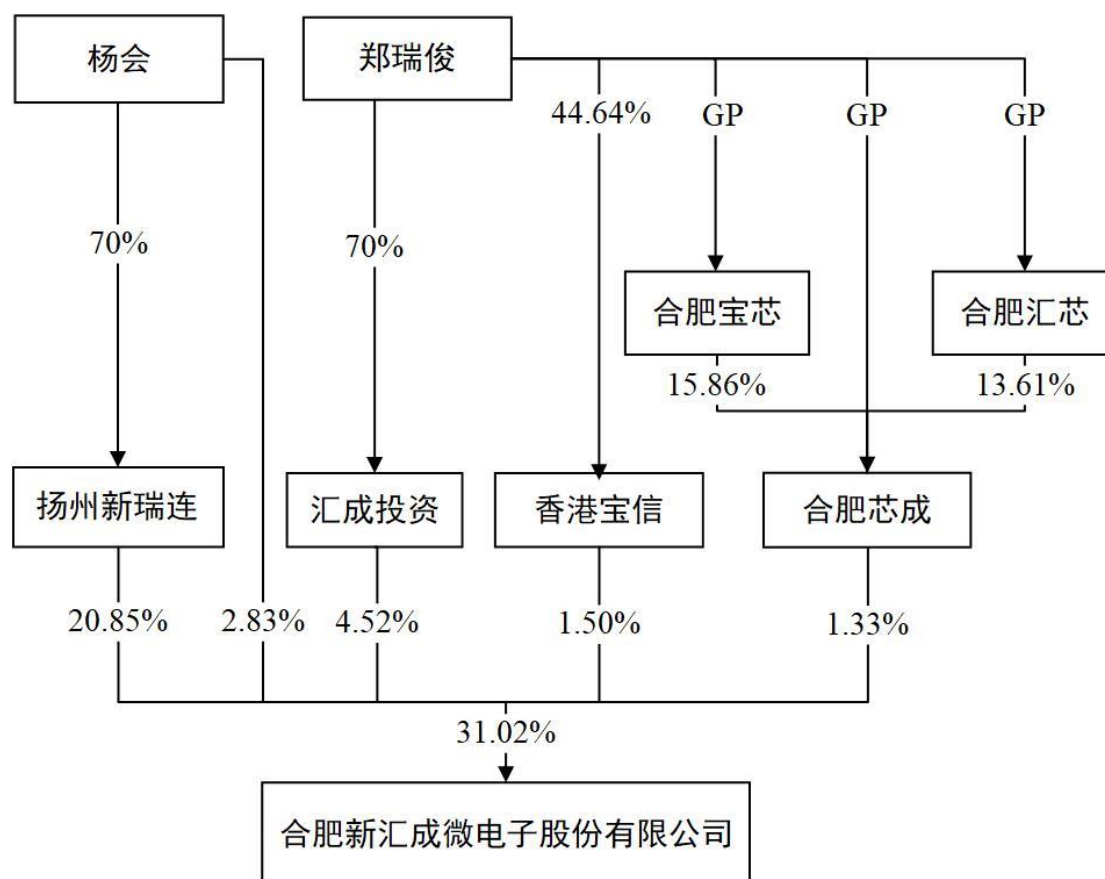 杨会
郑瑞俊
44.64%
GP
GP
GP
70%
70%
合肥宝芯
合肥汇芯
15.86%
13.61%
扬州新瑞连
汇成投资
香港宝信
合肥芯成
20.85%
2.83%
4.52%
1.50%
1.33%
31.02%
合肥新汇成微电子股份有限公司